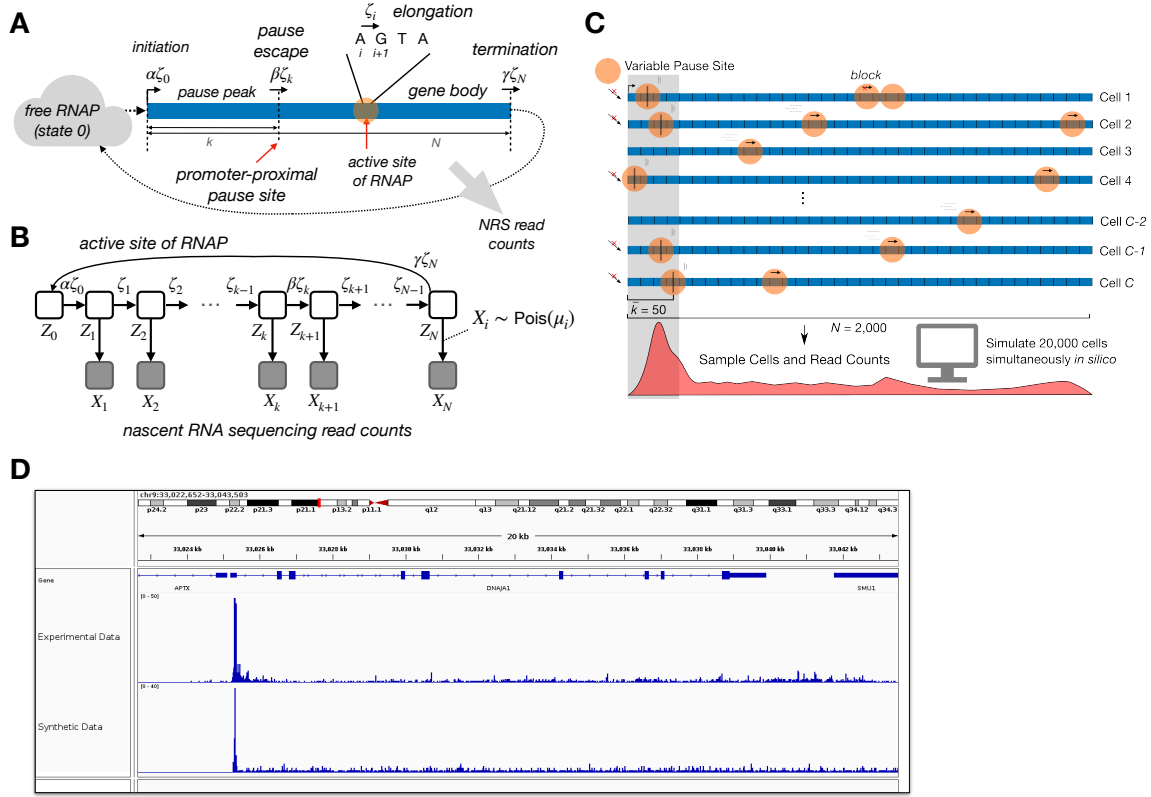 A
initiation
αζ₀
pause
escape
βζₖ
pause peak
ζᵢ
elongation
A G T A
i i+1
termination
γζ_N
gene body
free RNAP
(state 0)
k
N
promoter-proximal
pause site
active site
of RNAP
NRS read
counts
B
active site of RNAP
γζ_N
αζ₀ ζ₁ ζ₂ ··· ζₖ₋₁ βζₖ ζₖ₊₁ ··· ζ_N₋₁
Z₀ Z₁ Z₂ Zₖ Zₖ₊₁ Z_N
Xᵢ ~ Pois(μᵢ)
X₁ X₂ Xₖ Xₖ₊₁ X_N
nascent RNA sequencing read counts
C
Variable Pause Site
block
Cell 1
Cell 2
Cell 3
Cell 4
⋮
Cell C-2
Cell C-1
Cell C
k̄ = 50
N = 2,000
Sample Cells and Read Counts
Simulate 20,000 cells
simultaneously in silico
D
chr9:33,022,652-33,043,503
p24.2 p23 p22.2 p21.3 p21.1 p13.2 p11.1 q12 q13 q21.12 q21.2 q21.32 q22.1 q22.32 q31.1 q31.3 q33.1 q33.3 q34.12 q34.3
20 kb
33,024 kb 33,026 kb 33,028 kb 33,030 kb 33,032 kb 33,034 kb 33,036 kb 33,038 kb 33,040 kb 33,042 kb
Gene
APTX DNAJA1 SMU1
[0 - 50]
Experimental Data
[0 - 40]
Synthetic Data